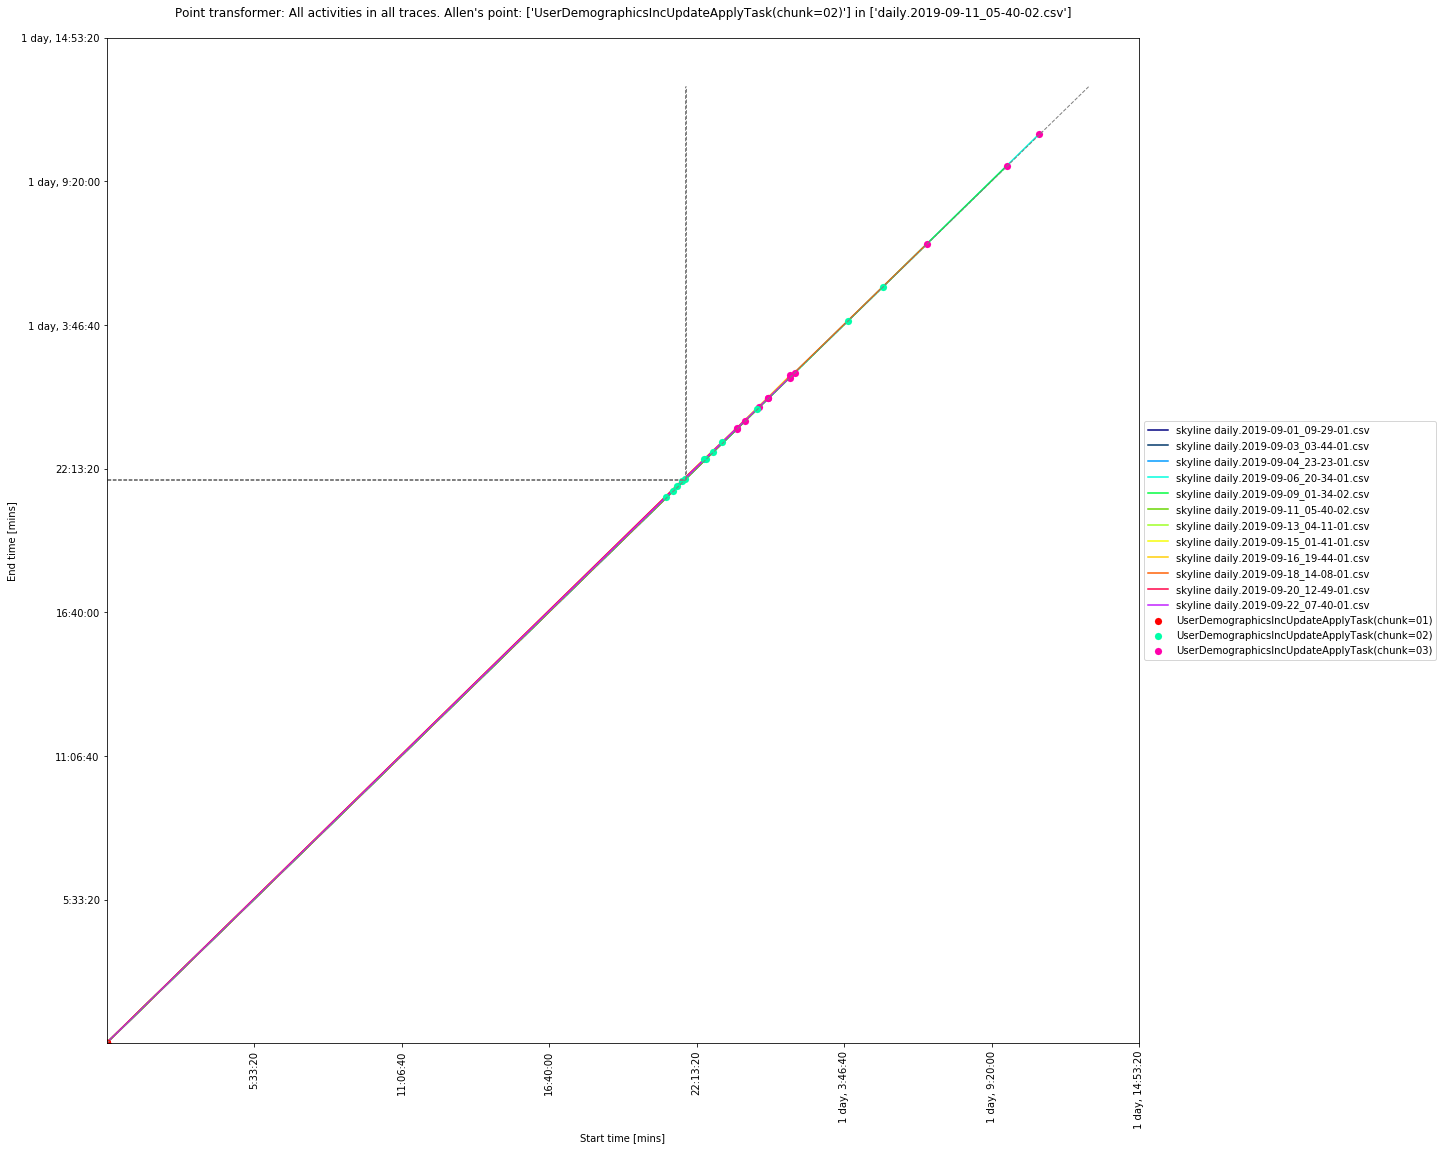 Point transformer: All activities in all traces. Allen's point: ['UserDemographicsIncUpdateApplyTask(chunk=02)'] in ['daily.2019-09-11_05-40-02.csv']
1 day, 14:53:20
1 day, 9:20:00
1 day, 3:46:40
22:13:20
16:40:00
11:06:40
5:33:20
End time [mins]
5:33:20
11:06:40
16:40:00
22:13:20
1 day, 3:46:40
1 day, 9:20:00
1 day, 14:53:20
Start time [mins]
skyline daily.2019-09-01_09-29-01.csv
skyline daily.2019-09-03_03-44-01.csv
skyline daily.2019-09-04_23-23-01.csv
skyline daily.2019-09-06_20-34-01.csv
skyline daily.2019-09-09_01-34-02.csv
skyline daily.2019-09-11_05-40-02.csv
skyline daily.2019-09-13_04-11-01.csv
skyline daily.2019-09-15_01-41-01.csv
skyline daily.2019-09-16_19-44-01.csv
skyline daily.2019-09-18_14-08-01.csv
skyline daily.2019-09-20_12-49-01.csv
skyline daily.2019-09-22_07-40-01.csv
UserDemographicsIncUpdateApplyTask(chunk=01)
UserDemographicsIncUpdateApplyTask(chunk=02)
UserDemographicsIncUpdateApplyTask(chunk=03)